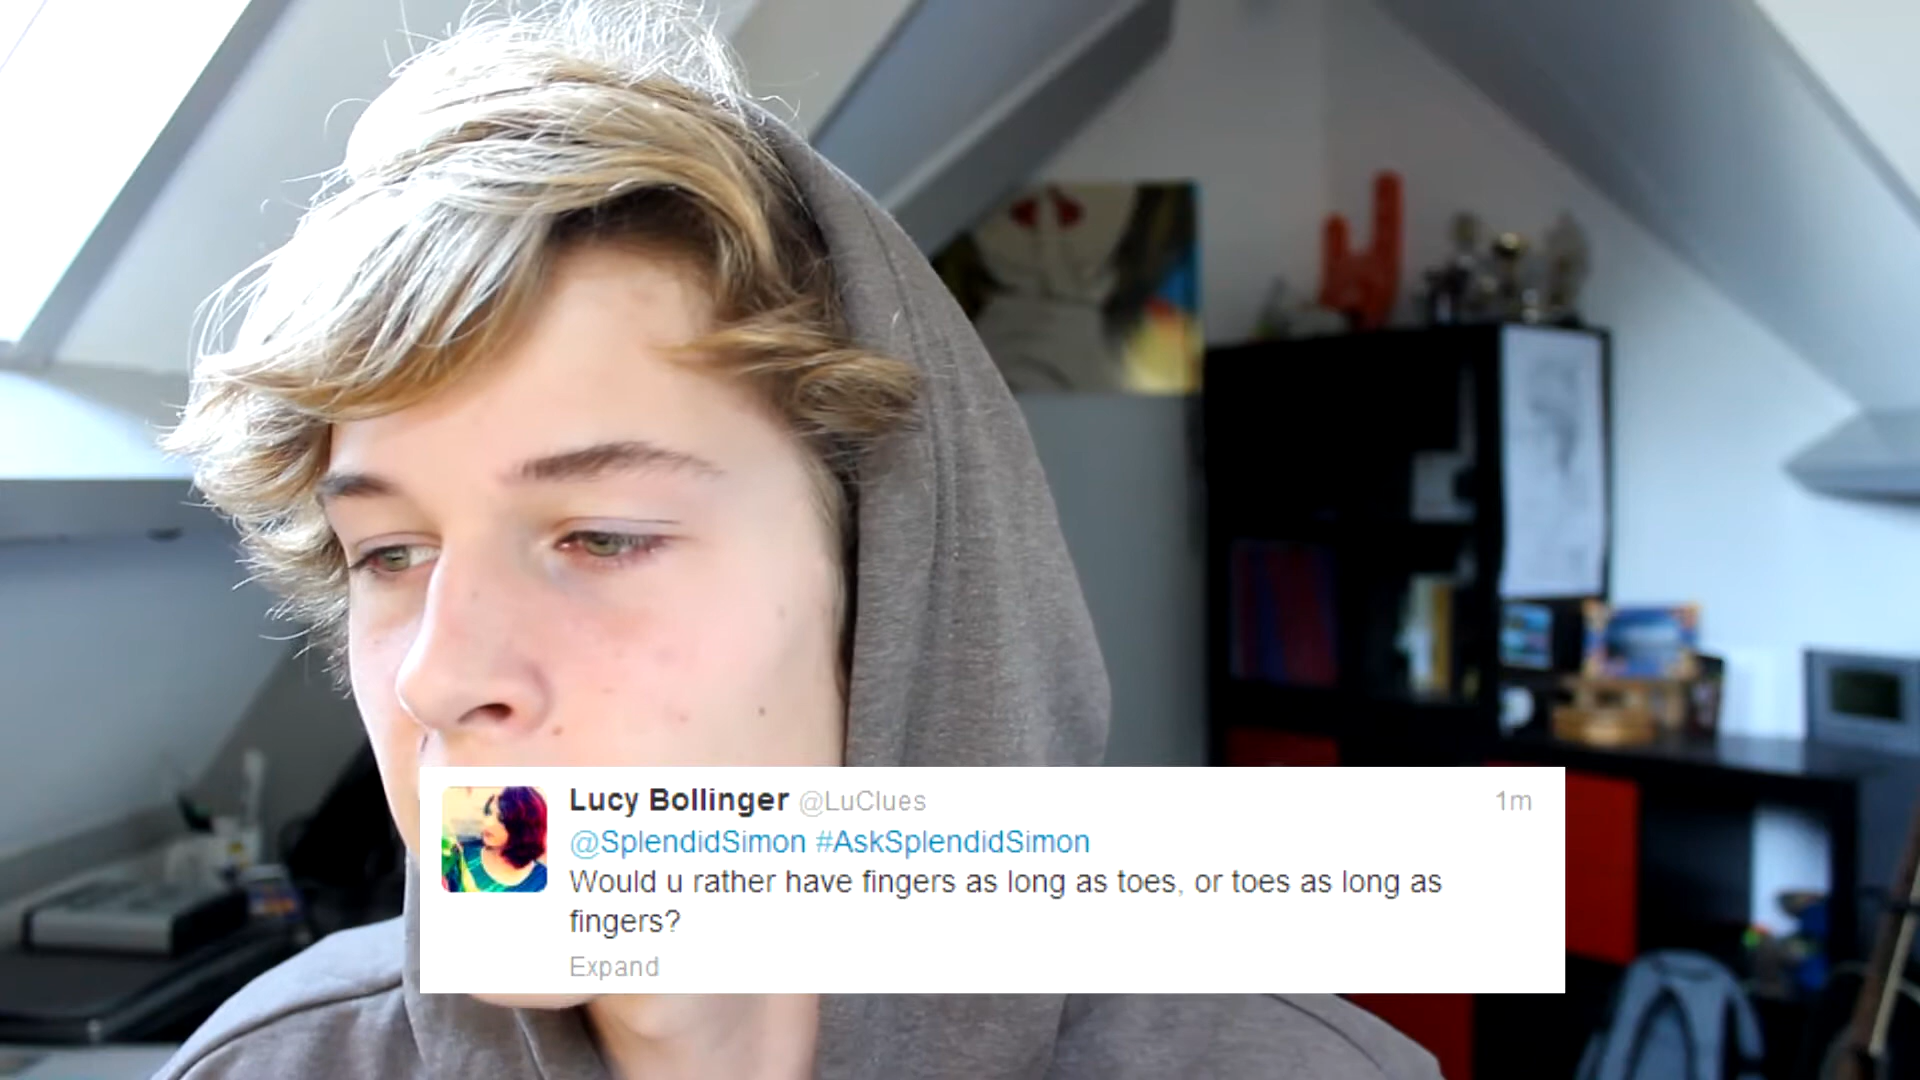 Lucy Bollinger @LuClues 1m
@SplendidSimon #AskSplendidSimon
Would u rather have fingers as long as toes, or toes as long as
fingers?
Expand